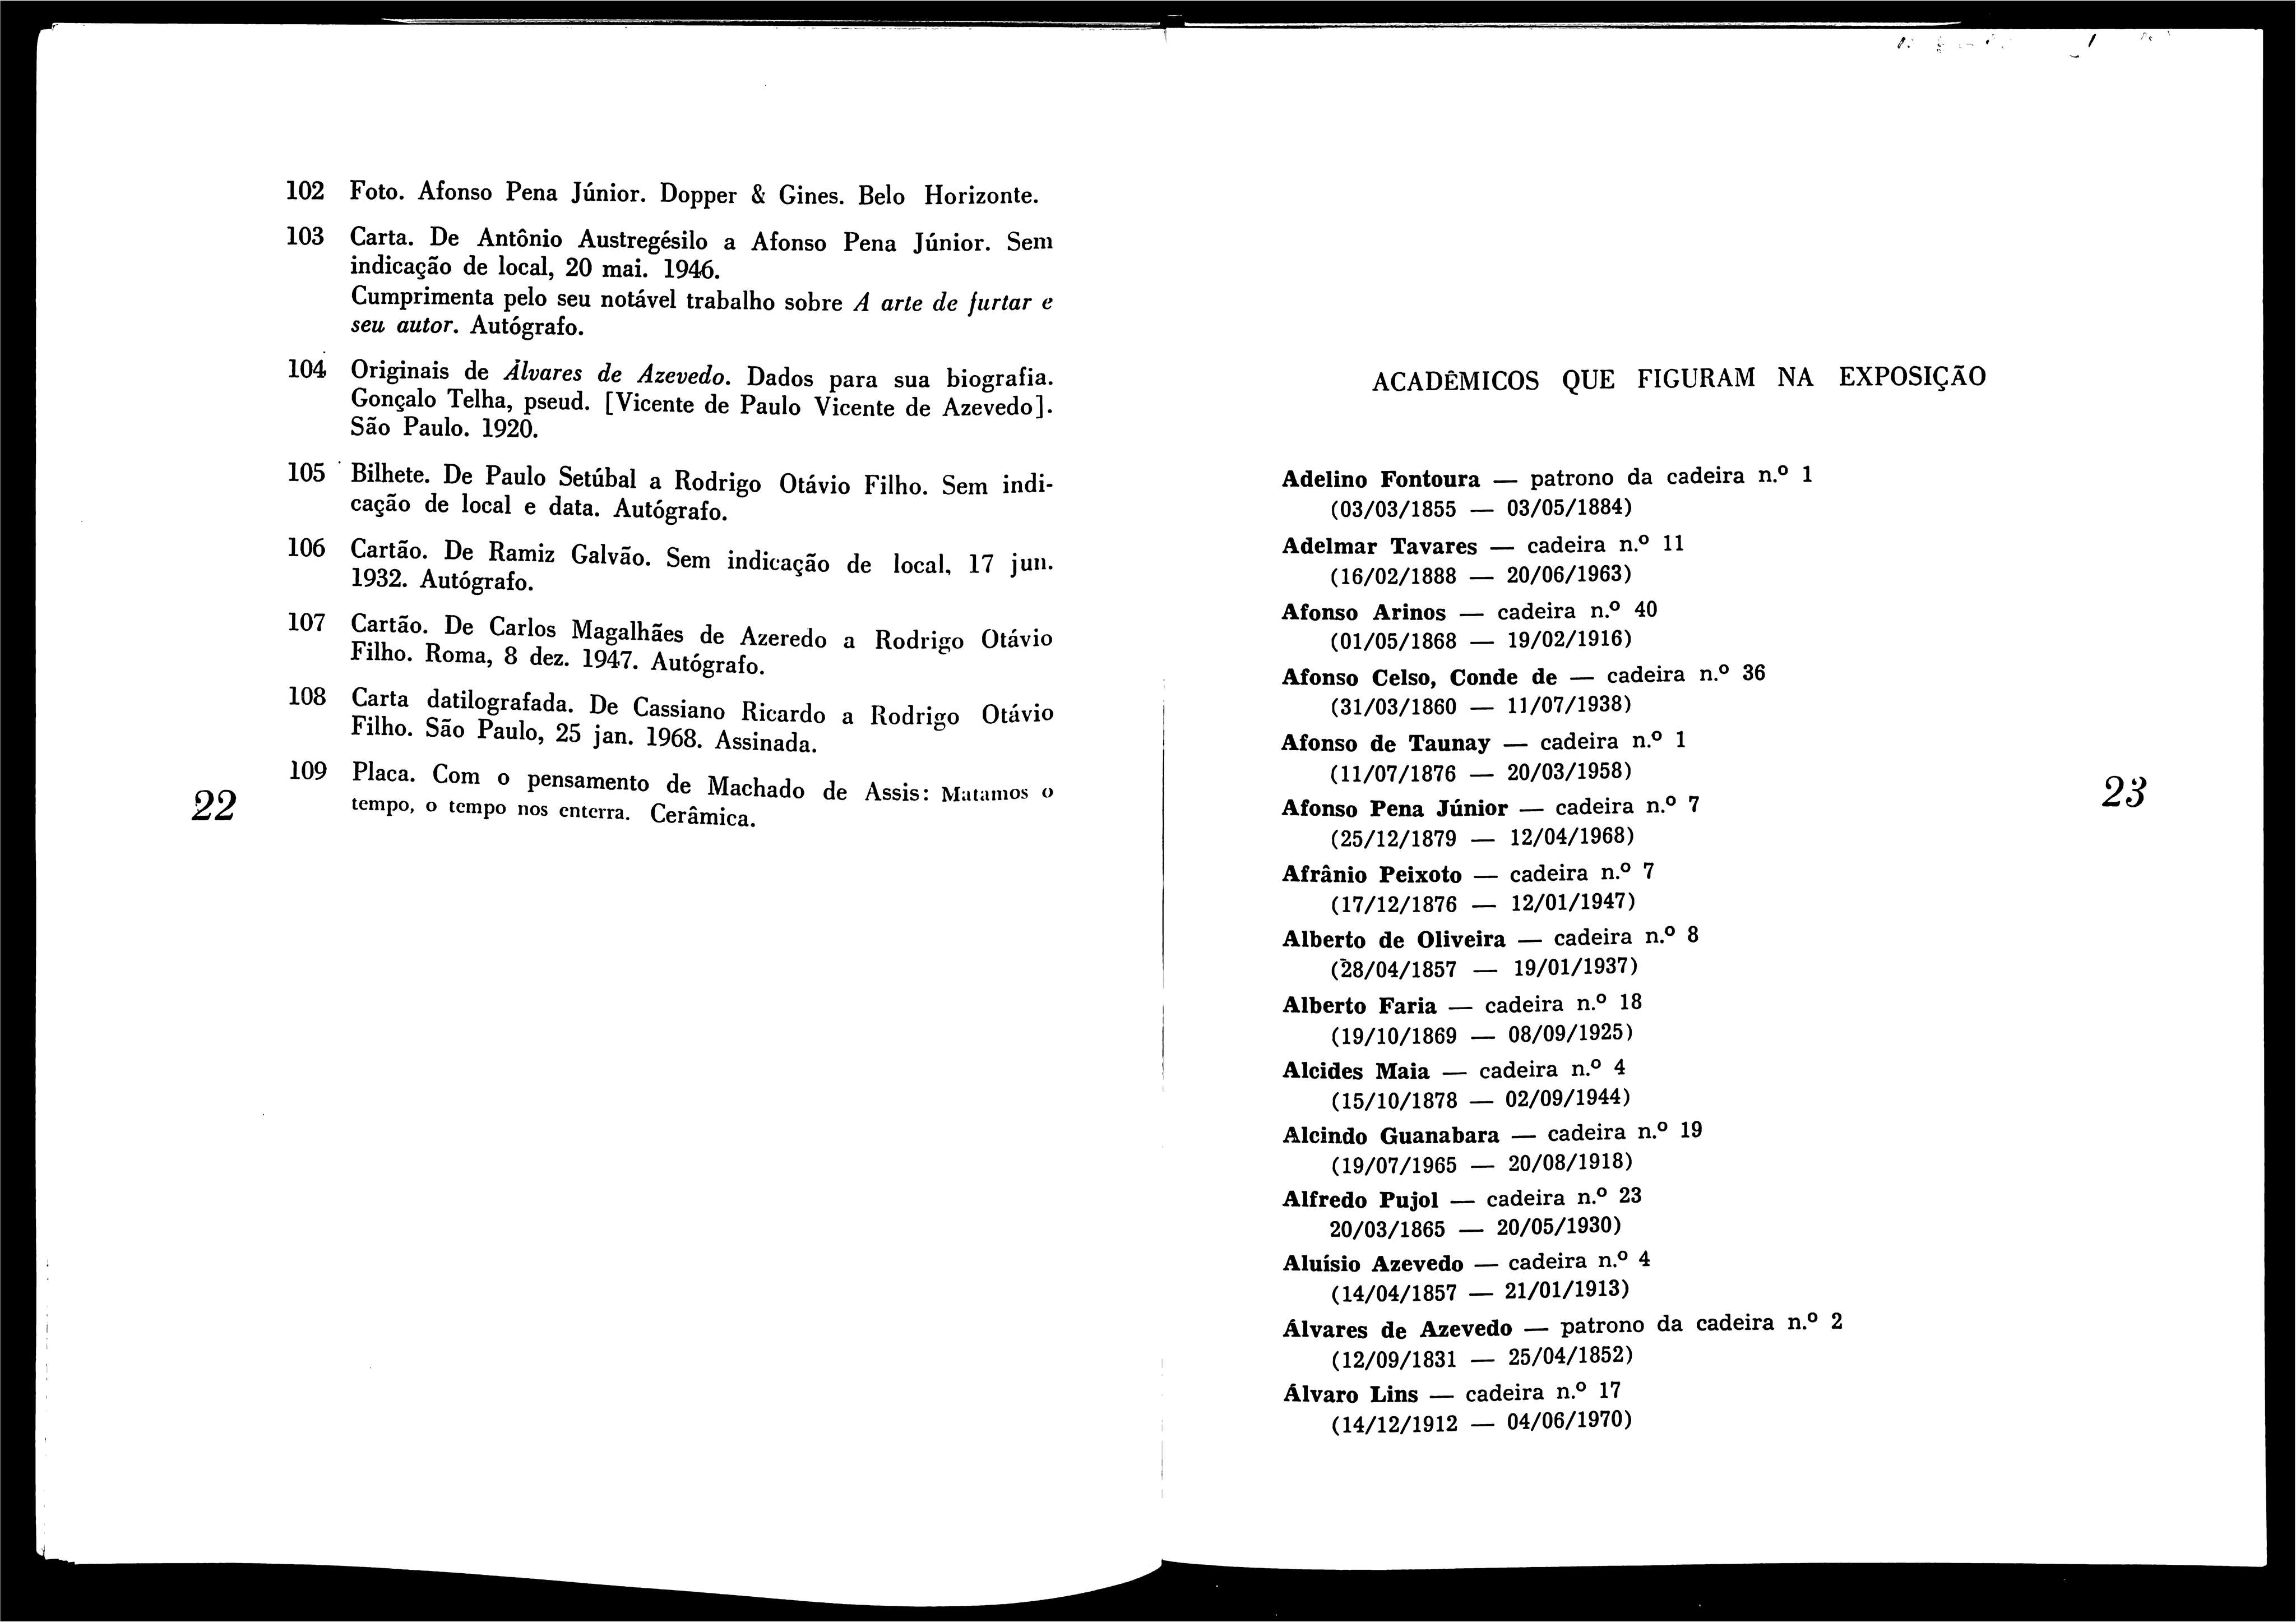 102 Foto. Afonso Pena Júnior. Dopper & Gines. Belo Horizonte.
103 Carta. De Antônio Austregésilo a Afonso Pena Júnior. Sem
indicação de local, 20 mai. 1946.
Cumprimenta pelo seu notável trabalho sobre A arte de furtar e
seu autor. Autógrafo.
104 Originais de Álvares de Azevedo. Dados para sua biografia.
Gonçalo Telha, pseud. [Vicente de Paulo Vicente de Azevedo].
São Paulo. 1920.
105 Bilhete. De Paulo Setúbal a Rodrigo Otávio Filho. Sem indi-
cação de local e data. Autógrafo.
106 Cartão. De Ramiz Galvão. Sem indicação de local, 17 jun.
1932. Autógrafo.
107 Cartão. De Carlos Magalhães de Azeredo a Rodrigo Otávio
Filho. Roma, 8 dez. 1947. Autógrafo.
108 Carta datilografada. De Cassiano Ricardo a Rodrigo Otávio
Filho. São Paulo, 25 jan. 1968. Assinada.
109 Placa. Com o pensamento de Machado de Assis: Matamos o
tempo, o tempo nos enterra. Cerâmica.
22
ACADÊMICOS QUE FIGURAM NA EXPOSIÇÃO
Adelino Fontoura — patrono da cadeira n.º 1
(03/03/1855 — 03/05/1884)
Adelmar Tavares — cadeira n.º 11
(16/02/1888 — 20/06/1963)
Afonso Arinos — cadeira n.º 40
(01/05/1868 — 19/02/1916)
Afonso Celso, Conde de — cadeira n.º 36
(31/03/1860 — 11/07/1938)
Afonso de Taunay — cadeira n.º 1
(11/07/1876 — 20/03/1958)
Afonso Pena Júnior — cadeira n.º 7
(25/12/1879 — 12/04/1968)
Afrânio Peixoto — cadeira n.º 7
(17/12/1876 — 12/01/1947)
Alberto de Oliveira — cadeira n.º 8
(28/04/1857 — 19/01/1937)
Alberto Faria — cadeira n.º 18
(19/10/1869 — 08/09/1925)
Alcides Maia — cadeira n.º 4
(15/10/1878 — 02/09/1944)
Alcindo Guanabara — cadeira n.º 19
(19/07/1965 — 20/08/1918)
Alfredo Pujol — cadeira n.º 23
20/03/1865 — 20/05/1930)
Aluísio Azevedo — cadeira n.º 4
(14/04/1857 — 21/01/1913)
Álvares de Azevedo — patrono da cadeira n.º 2
(12/09/1831 — 25/04/1852)
Álvaro Lins — cadeira n.º 17
(14/12/1912 — 04/06/1970)
23